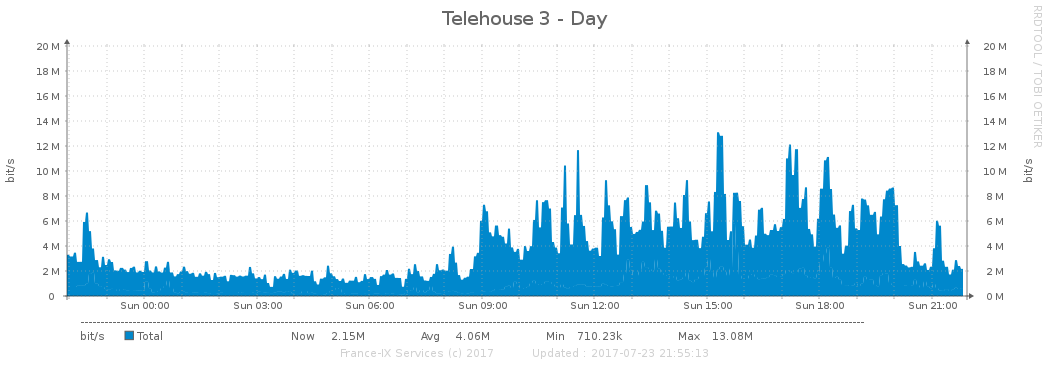 Telehouse 3 - Day
RRDTOOL / TOBI OETIKER
20 M 20 M
18 M 18 M
16 M 16 M
14 M 14 M
12 M 12 M
10 M 10 M
8 M 8 M
6 M 6 M
4 M 4 M
2 M 2 M
0 0 M
bit/s bit/s
Sun 00:00 Sun 03:00 Sun 06:00 Sun 09:00 Sun 12:00 Sun 15:00 Sun 18:00 Sun 21:00
bit/s Total Now 2.15M Avg 4.06M Min 710.23k Max 13.08M
France-IX Services (c) 2017 Updated : 2017-07-23 21:55:13